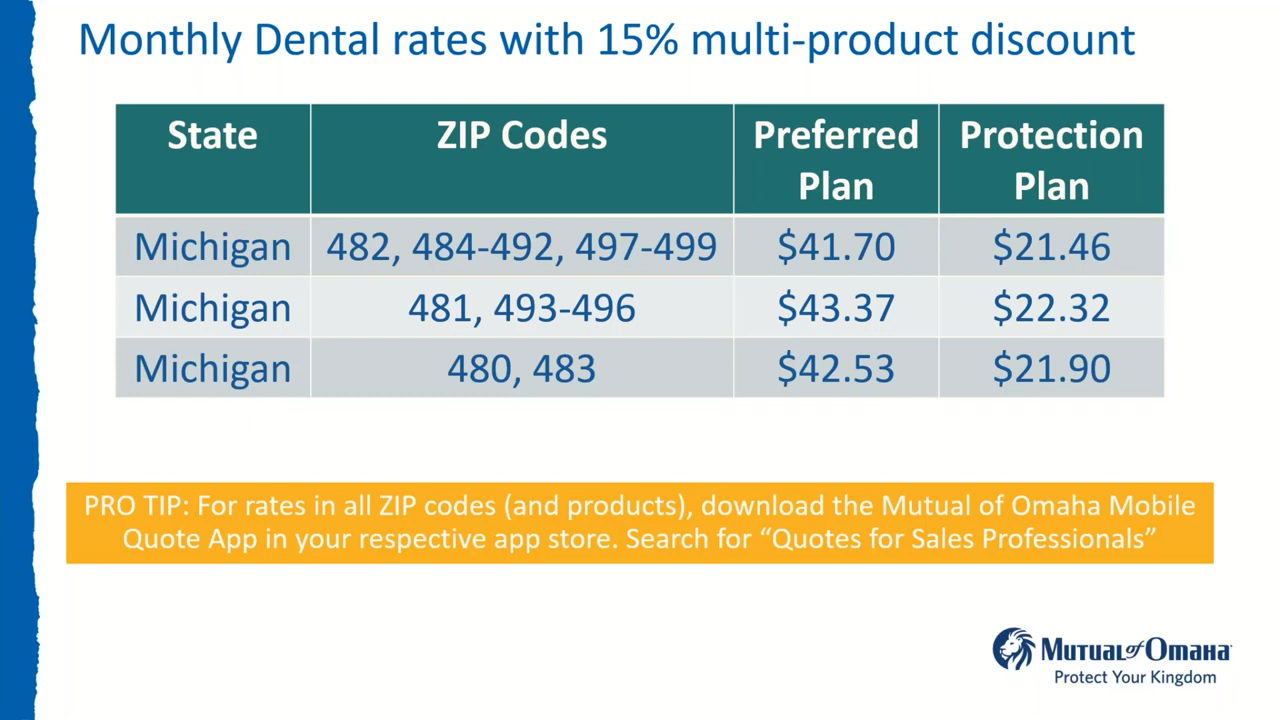 Monthly Dental rates with 15% multi-product discount
State ZIP Codes Preferred Plan Protection Plan
Michigan 482, 484-492, 497-499 $41.70 $21.46
Michigan 481, 493-496 $43.37 $22.32
Michigan 480, 483 $42.53 $21.90
PRO TIP: For rates in all ZIP codes (and products), download the Mutual of Omaha Mobile
Quote App in your respective app store. Search for “Quotes for Sales Professionals”
Mutual of Omaha
Protect Your Kingdom